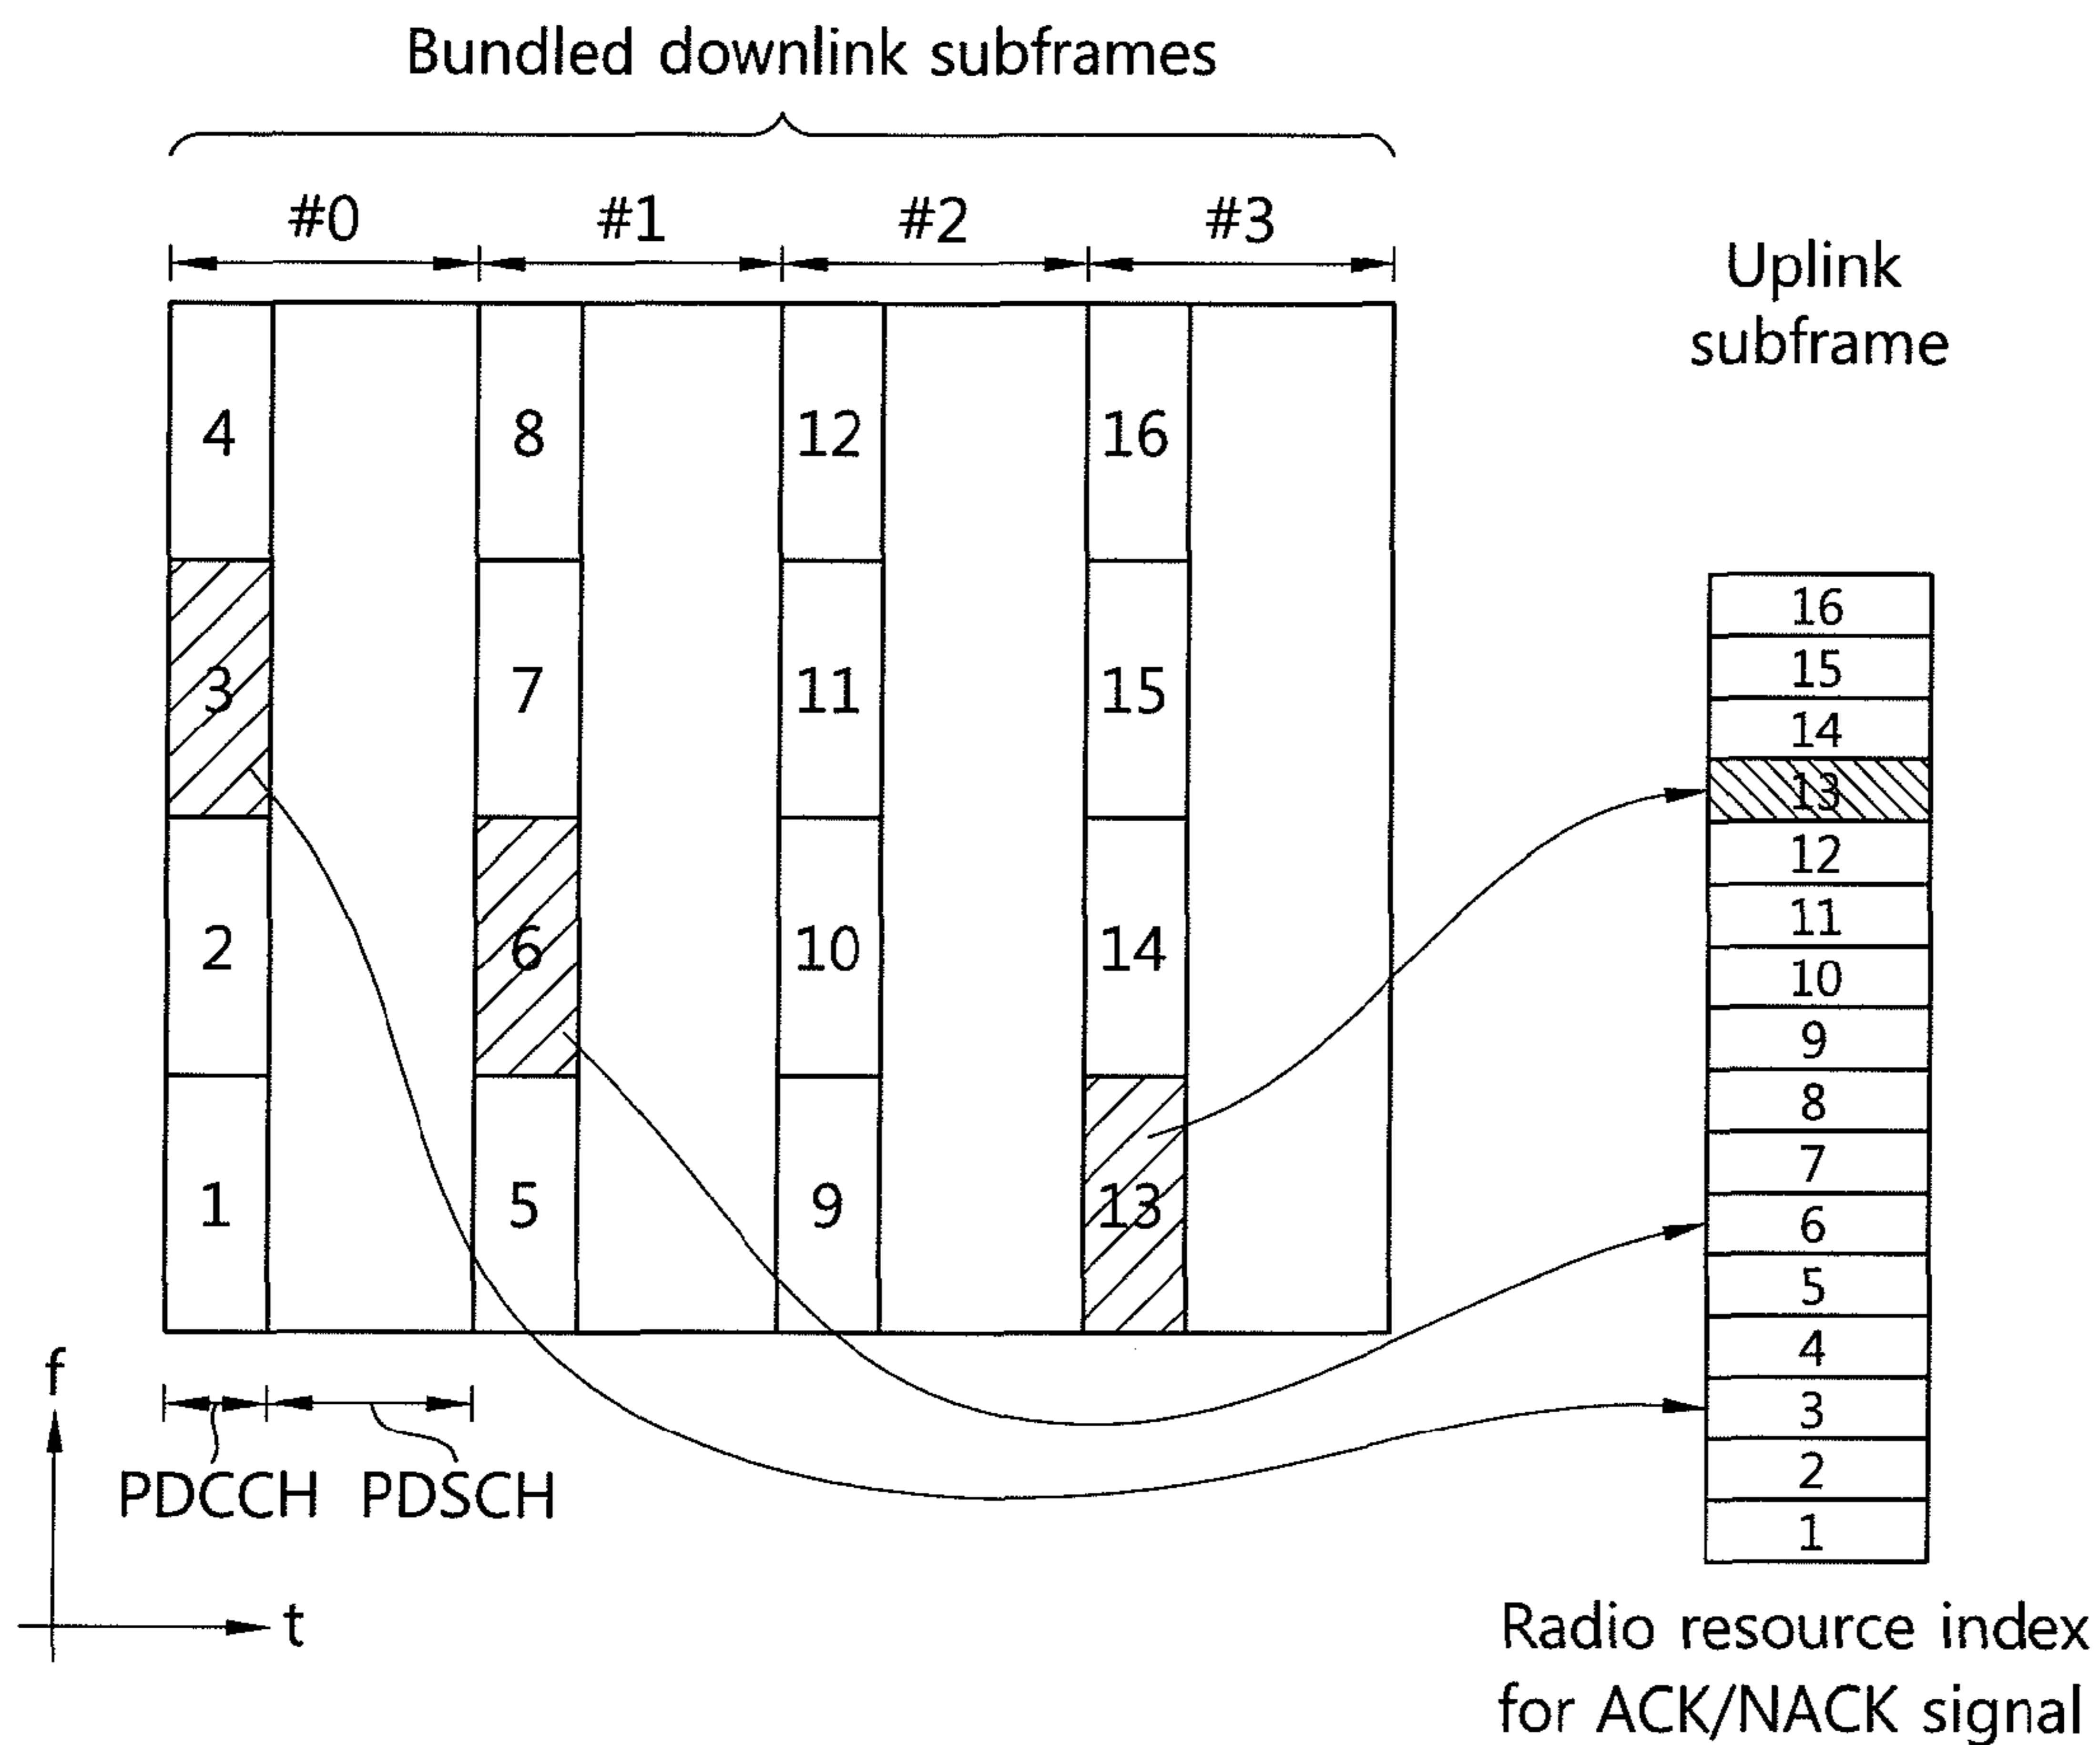 Bundled downlink subframes
#0 #1 #2 #3
Uplink
subframe
4 8 12 16
3 7 11 15
2 6 10 14
1 5 9 13
16
15
14
13
12
11
10
9
8
7
6
5
4
3
2
1
f
PDCCH PDSCH
t
Radio resource index
for ACK/NACK signal